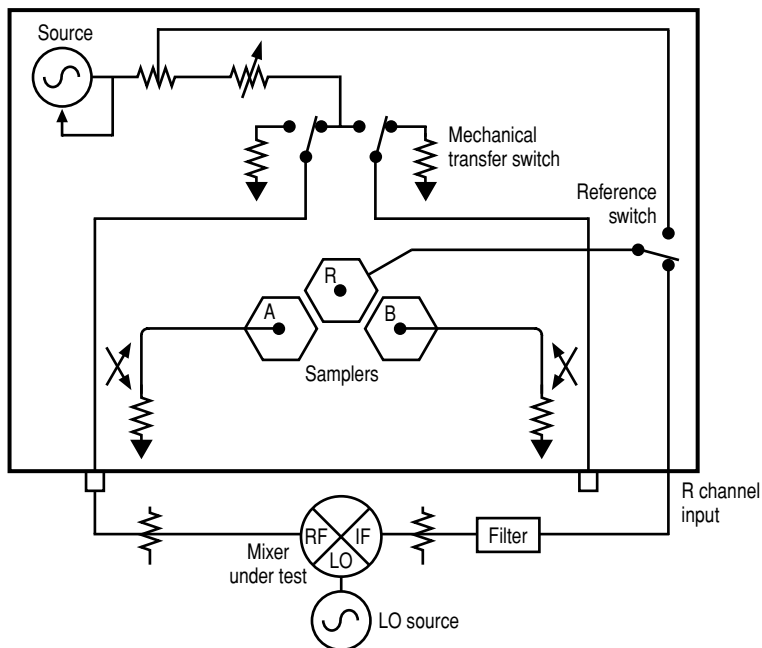 Source
Mechanical
transfer switch
Reference
switch
R
A
B
Samplers
R channel
input
RF
IF
LO
Filter
Mixer
under test
LO source